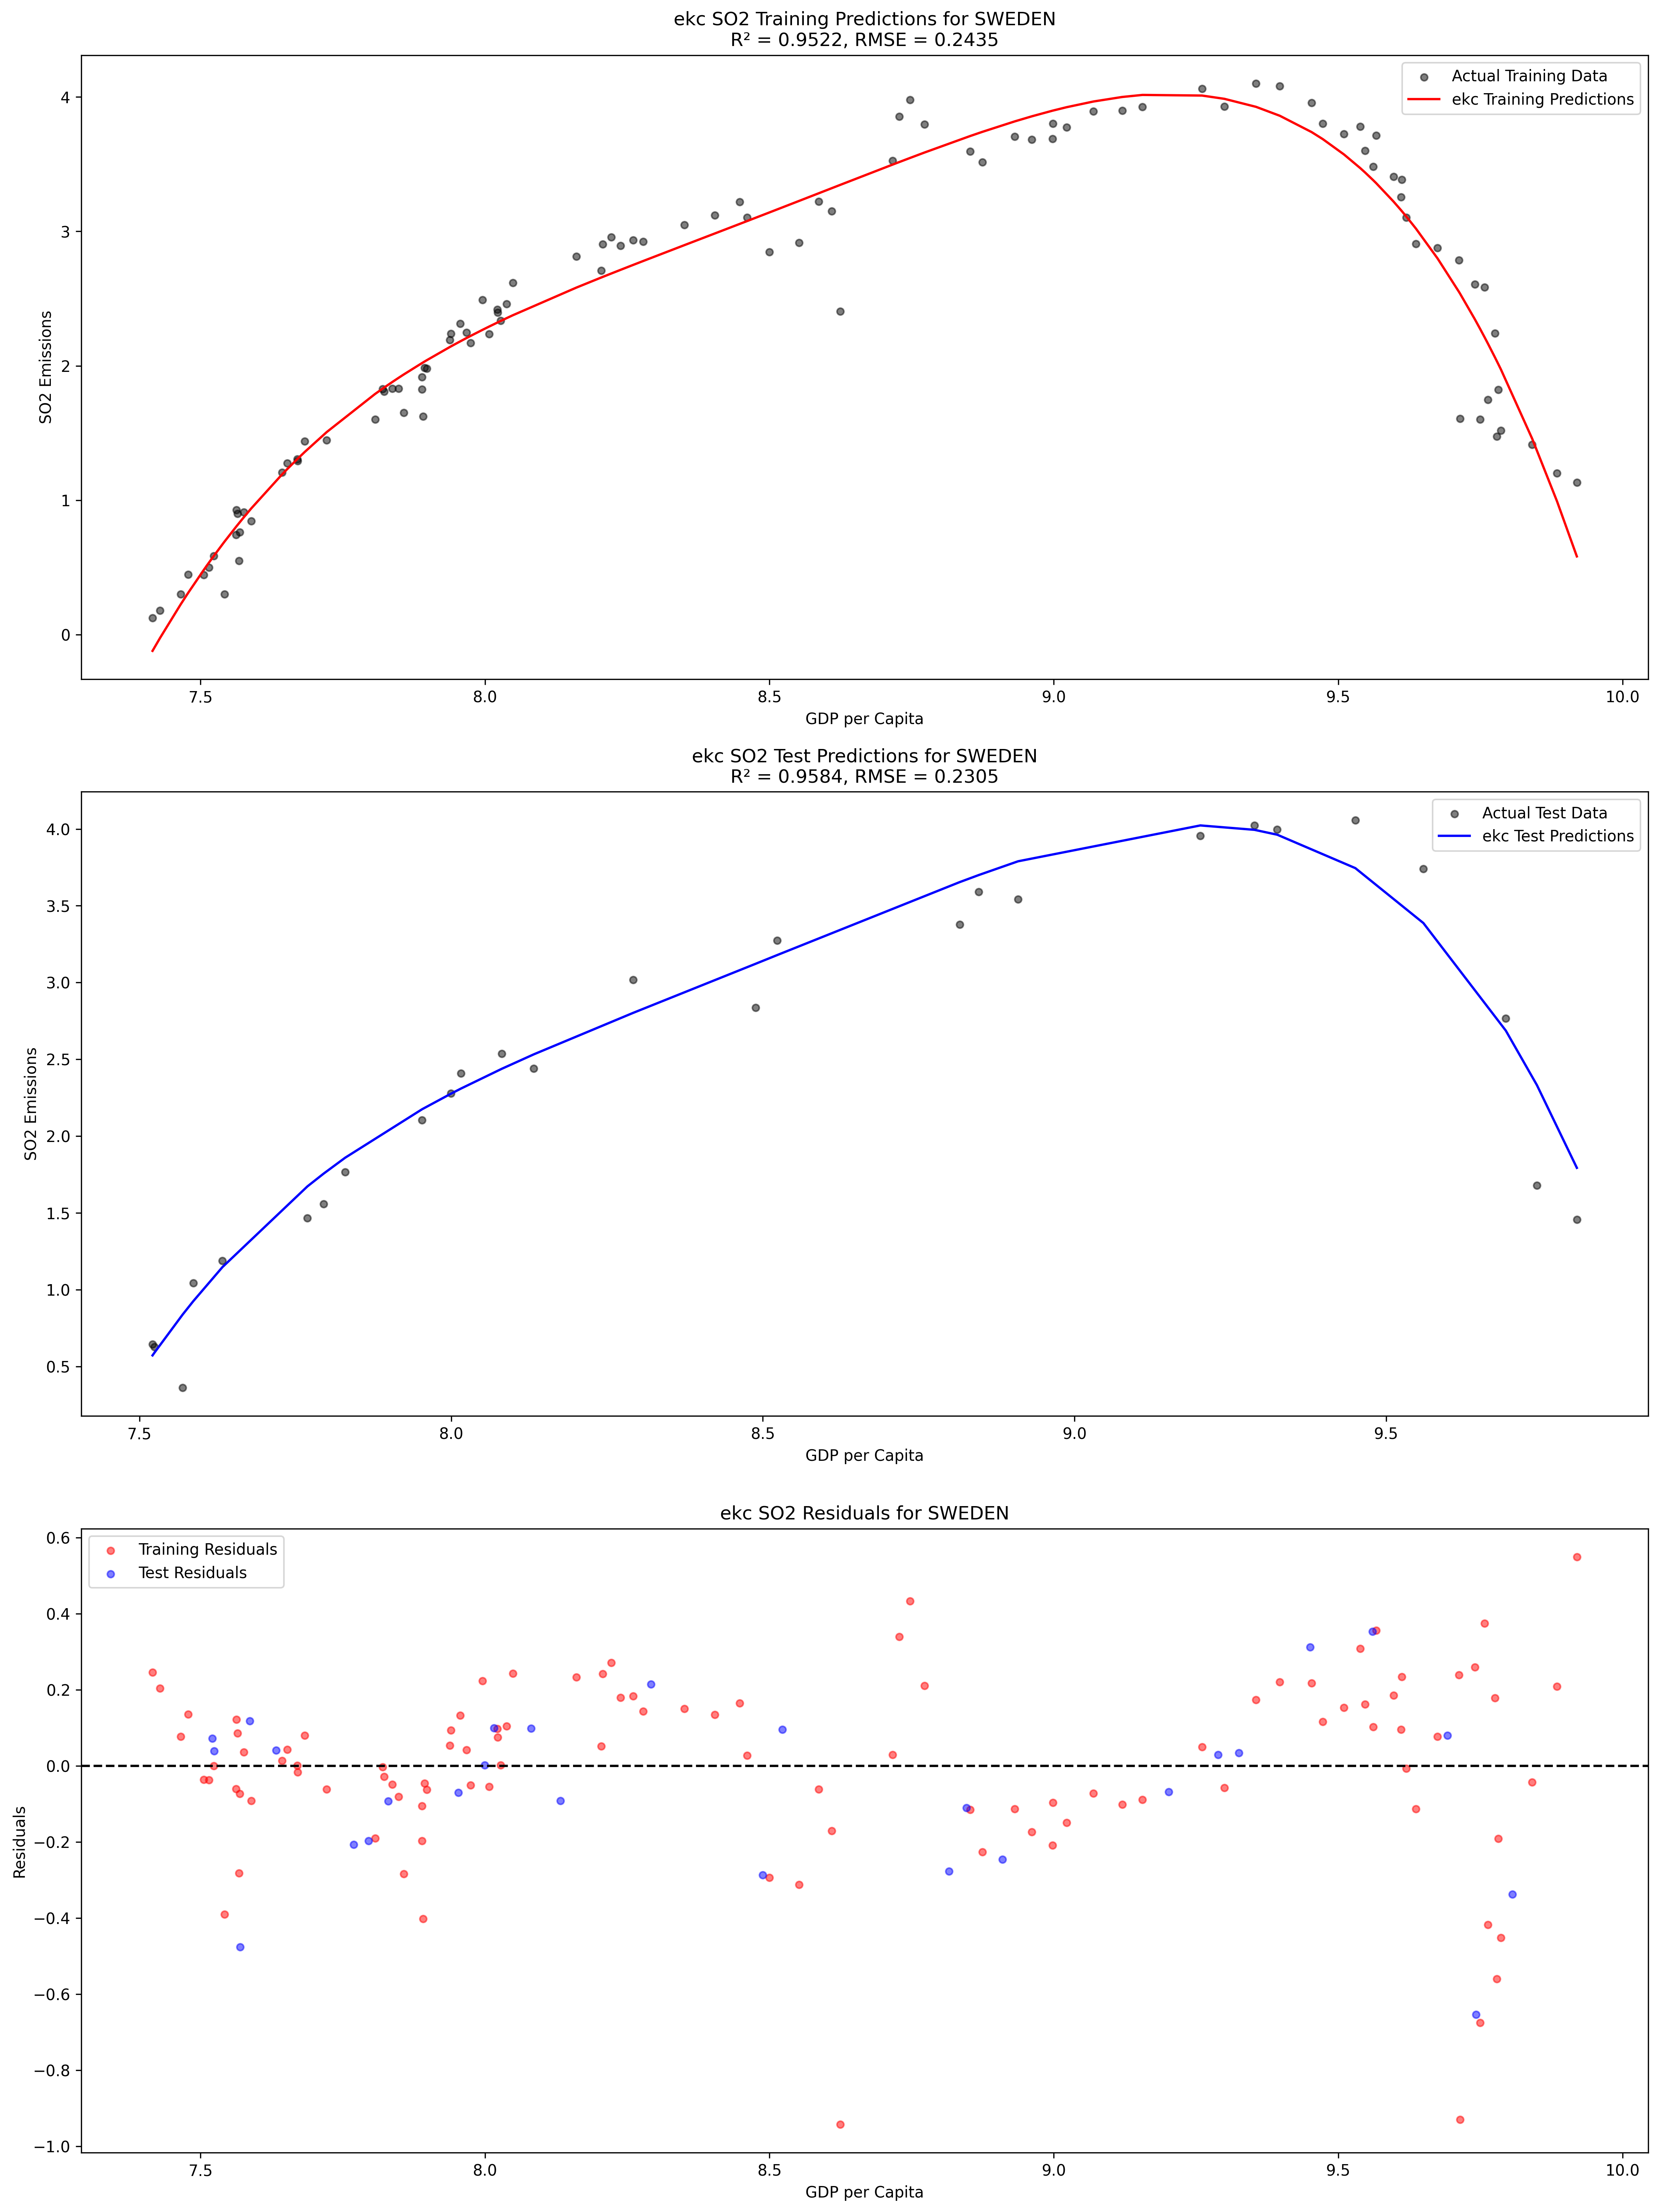 ekc SO2 Training Predictions for SWEDEN
R² = 0.9522, RMSE = 0.2435
Actual Training Data
ekc Training Predictions
4
3
2
1
0
SO2 Emissions
7.5 8.0 8.5 9.0 9.5 10.0
GDP per Capita
ekc SO2 Test Predictions for SWEDEN
R² = 0.9584, RMSE = 0.2305
Actual Test Data
ekc Test Predictions
4.0
3.5
3.0
2.5
2.0
1.5
1.0
0.5
SO2 Emissions
7.5 8.0 8.5 9.0 9.5
GDP per Capita
ekc SO2 Residuals for SWEDEN
Training Residuals
Test Residuals
0.6
0.4
0.2
0.0
−0.2
−0.4
−0.6
−0.8
−1.0
Residuals
7.5 8.0 8.5 9.0 9.5 10.0
GDP per Capita